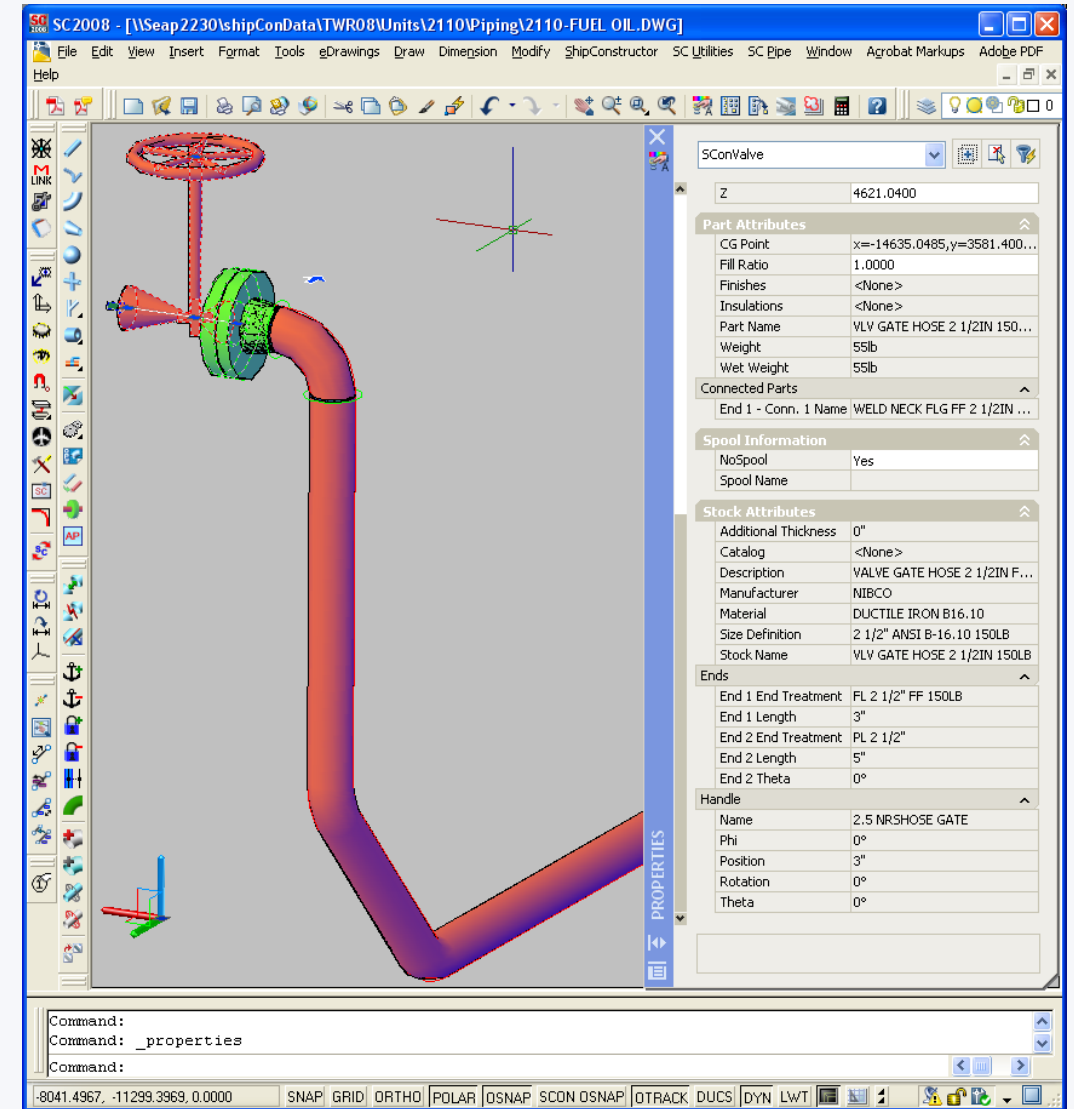 SC2008 - [\\Seap2230\shipConData\TWR08\Units\2110\Piping\2110-FUEL OIL.DWG]
File Edit View Insert Format Tools eDrawings Draw Dimension Modify ShipConstructor SC Utilities SC Pipe Window Acrobat Markups Adobe PDF
Help
0
M
LINK
SC
SC
AP
SConValve
Z 4621.0400
Part Attributes
CG Point x=-14635.0485,y=3581.400...
Fill Ratio 1.0000
Finishes <None>
Insulations <None>
Part Name VLV GATE HOSE 2 1/2IN 150...
Weight 55lb
Wet Weight 55lb
Connected Parts
End 1 - Conn. 1 Name WELD NECK FLG FF 2 1/2IN ...
Spool Information
NoSpool Yes
Spool Name
Stock Attributes
Additional Thickness 0"
Catalog <None>
Description VALVE GATE HOSE 2 1/2IN F...
Manufacturer NIBCO
Material DUCTILE IRON B16.10
Size Definition 2 1/2" ANSI B-16.10 150LB
Stock Name VLV GATE HOSE 2 1/2IN 150LB
Ends
End 1 End Treatment FL 2 1/2" FF 150LB
End 1 Length 3"
End 2 End Treatment PL 2 1/2"
End 2 Length 5"
End 2 Theta 0°
Handle
Name 2.5 NRSHOSE GATE
Phi 0°
Position 3"
Rotation 0°
Theta 0°
PROPERTIES
Command:
Command: _properties
Command:
-8041.4967, -11299.3969, 0.0000 SNAP GRID ORTHO POLAR OSNAP SCON OSNAP OTRACK DUCS DYN LWT